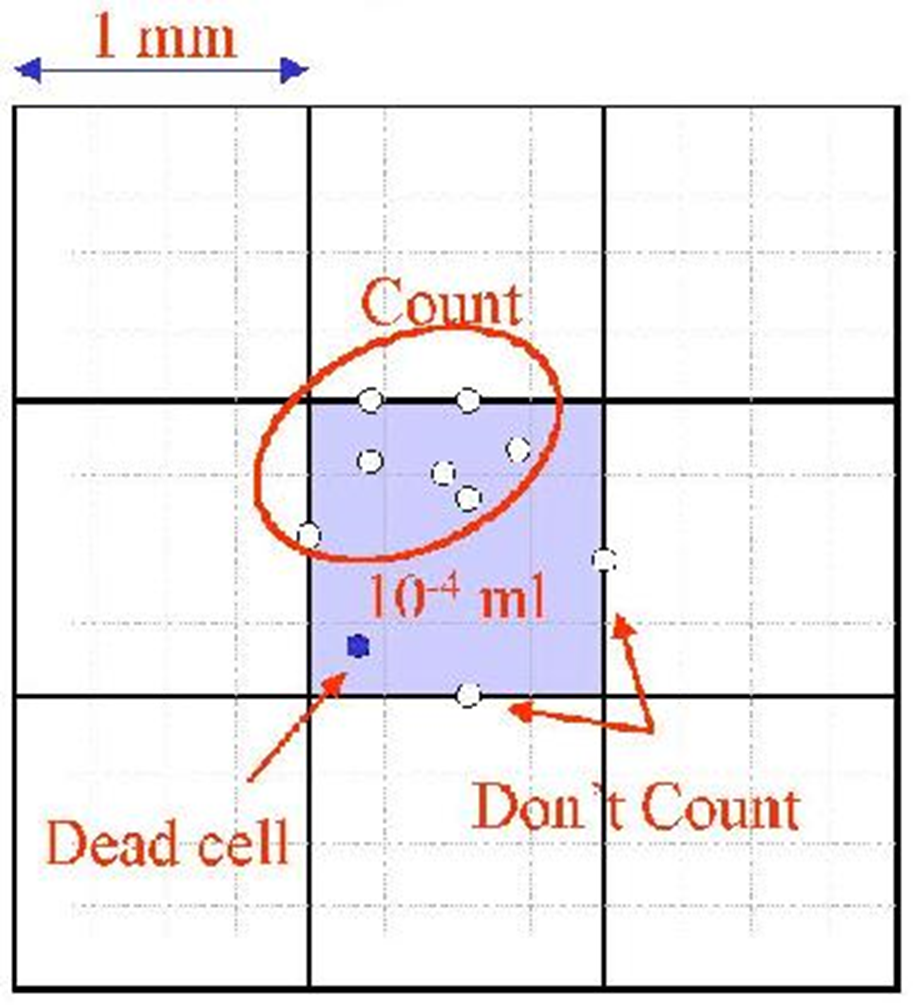 1 mm
Count
10⁻⁴ ml
Don't Count
Dead cell